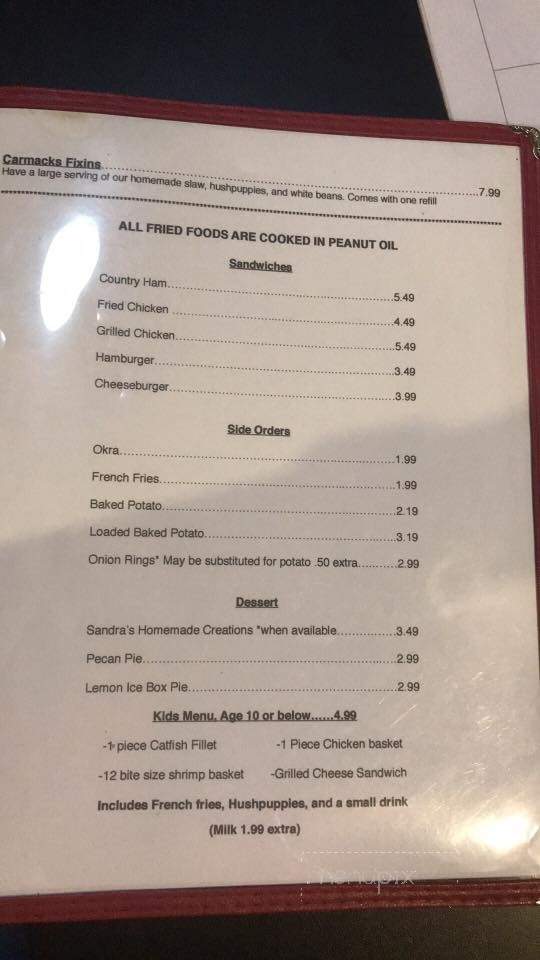 Carmacks Fixins..........7.99
Have a large serving of our homemade slaw, hushpuppies, and white beans. Comes with one refill
ALL FRIED FOODS ARE COOKED IN PEANUT OIL
Sandwiches
Country Ham..........5.49
Fried Chicken..........4.49
Grilled Chicken..........5.49
Hamburger..........3.49
Cheeseburger..........3.99
Side Orders
Okra..........1.99
French Fries..........1.99
Baked Potato..........2.19
Loaded Baked Potato..........3.19
Onion Rings* May be substituted for potato .50 extra..........2.99
Dessert
Sandra's Homemade Creations *when available..........3.49
Pecan Pie..........2.99
Lemon Ice Box Pie..........2.99
Kids Menu, Age 10 or below......4.99
-1 piece Catfish Fillet -1 Piece Chicken basket
-12 bite size shrimp basket -Grilled Cheese Sandwich
Includes French fries, Hushpuppies, and a small drink
(Milk 1.99 extra)